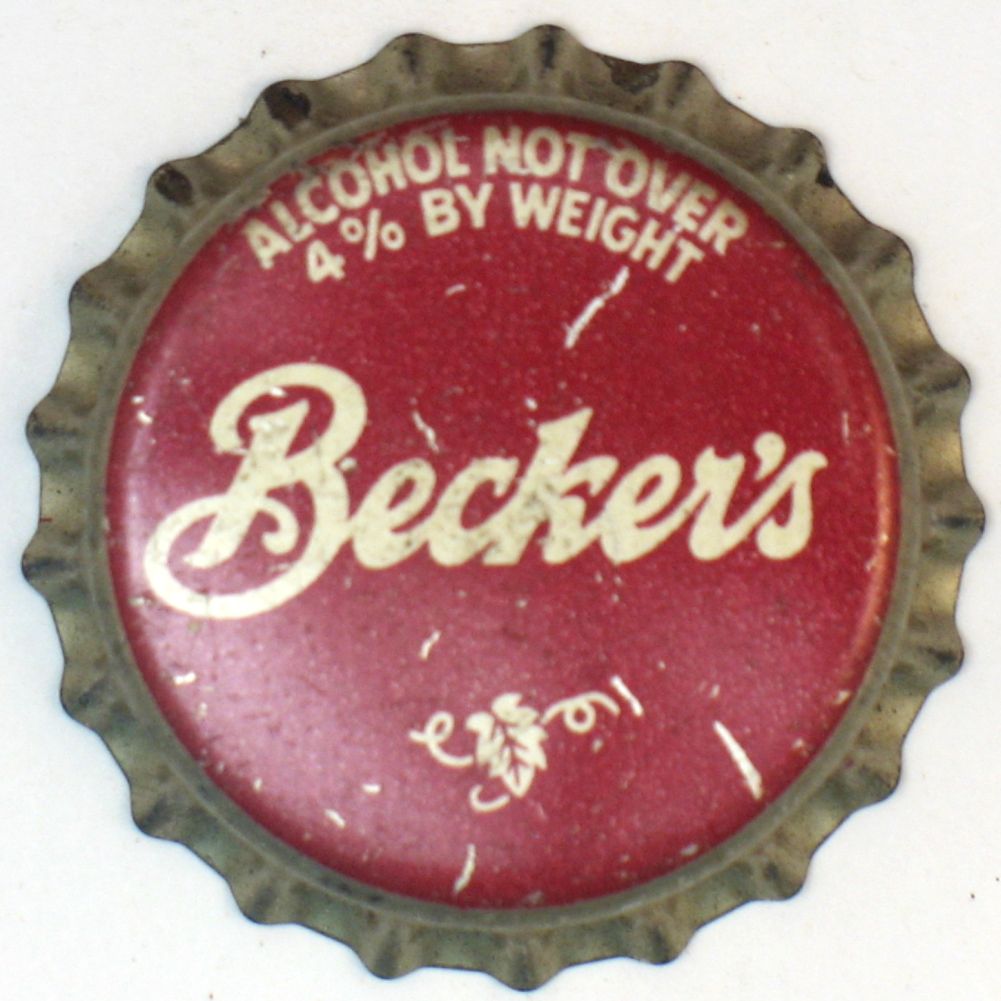 ALCOHOL NOT OVER
4% BY WEIGHT
Becker's